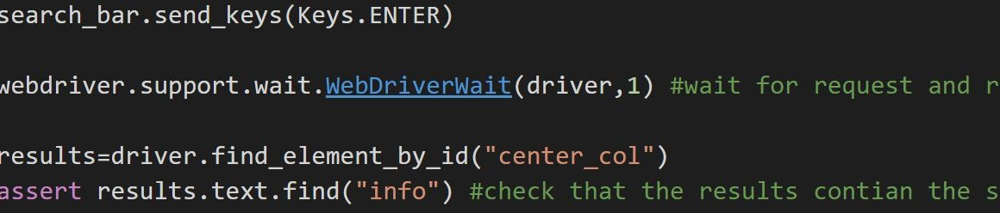 search_bar.send_keys(Keys.ENTER)
webdriver.support.wait.WebDriverWait(driver,1) #wait for request and r
results=driver.find_element_by_id("center_col")
assert results.text.find("info") #check that the results contian the s